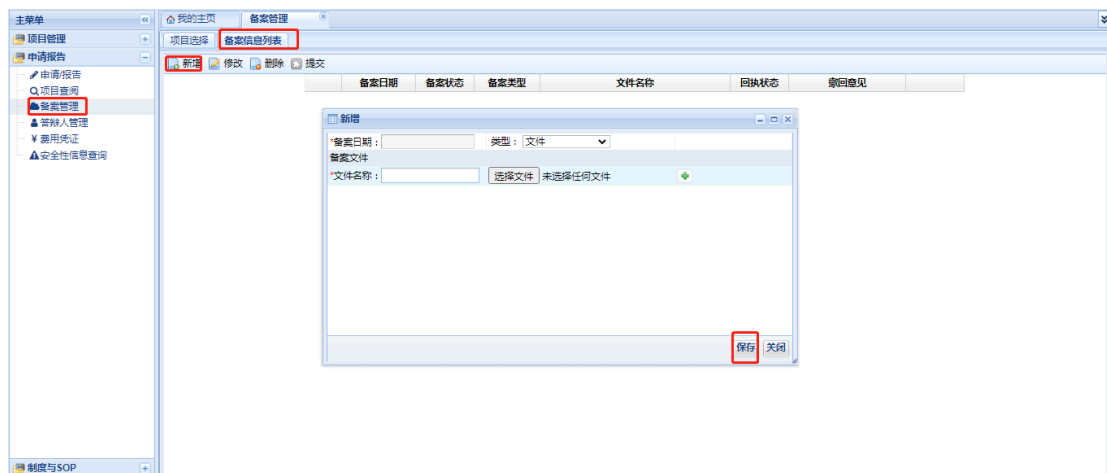 主菜单
我的主页
备案管理
项目管理
项目选择
备案信息列表
申请报告
新增
修改
删除
提交
申请/报告
项目查阅
备案管理
答辩人管理
费用凭证
安全性信息查询
备案日期
备案状态
备案类型
文件名称
回执状态
撤回意见
新增
*备案日期：
类型：
文件
备案文件
*文件名称：
选择文件
未选择任何文件
保存
关闭
制度与SOP